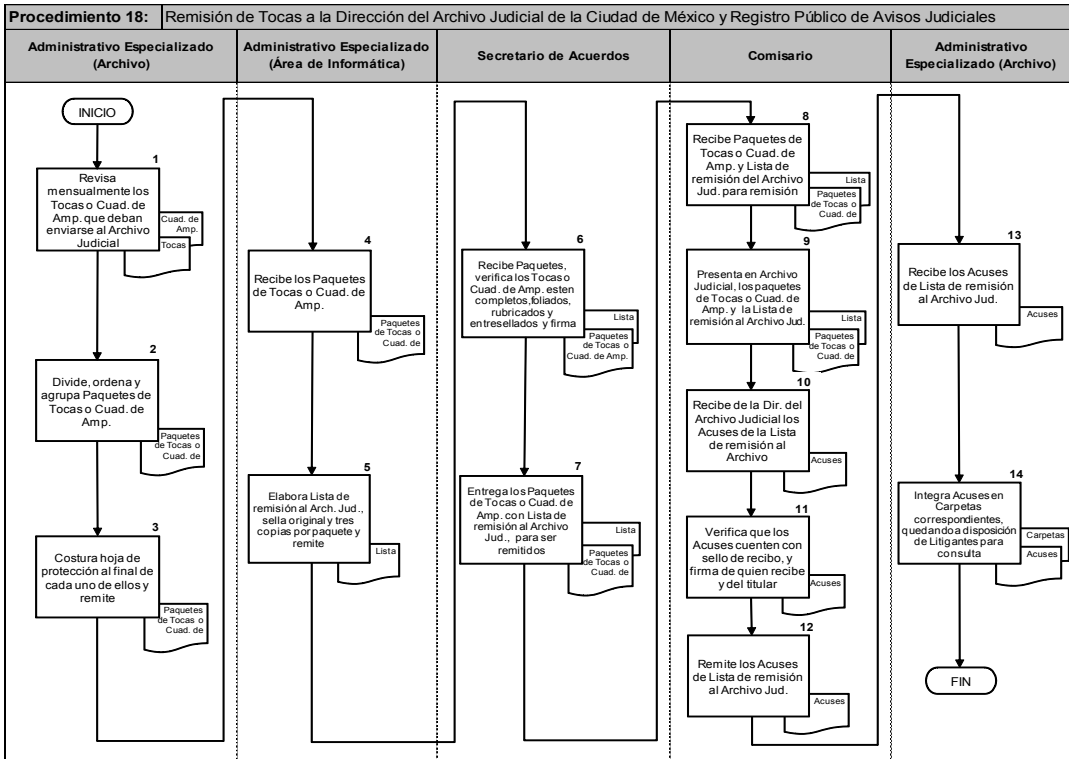 Procedimiento 18: Remisión de Tocas a la Dirección del Archivo Judicial de la Ciudad de México y Registro Público de Avisos Judiciales
Administrativo Especializado
(Archivo)
Administrativo Especializado
(Área de Informática)
Secretario de Acuerdos
Comisario
Administrativo
Especializado (Archivo)
INICIO
1
Revisa
mensualmente los
Tocas o Cuad. de
Amp. que deban
enviarse al Archivo
Judicial
Cuad. de
Amp.
Tocas
2
Divide, ordena y
agrupa Paquetes de
Tocas o Cuad. de
Amp.
Paquetes
de Tocas o
Cuad. de
3
Costura hoja de
protección al final de
cada uno de ellos y
remite
Paquetes
de Tocas o
Cuad. de
4
Recibe los Paquetes
de Tocas o Cuad. de
Amp.
Paquetes
de Tocas o
Cuad. de
5
Elabora Lista de
remisión al Arch. Jud.,
sella original y tres
copias por paquete y
remite
Lista
6
Recibe Paquetes,
verifica los Tocas o
Cuad. de Amp. esten
completos,foliados,
rubricados y
entresellados y firma
Lista
Paquetes
de Tocas o
Cuad. de Amp.
7
Entrega los Paquetes
de Tocas o Cuad. de
Amp. con Lista de
remisión al Archivo
Jud., para ser
remitidos
Lista
Paquetes
de Tocas o
Cuad. de
8
Recibe Paquetes de
Tocas o Cuad. de
Amp. y Lista de
remisión del Archivo
Jud. para remisión
Lista
Paquetes
de Tocas o
Cuad. de
9
Presenta en Archivo
Judicial, los paquetes
de Tocas o Cuad. de
Amp. y la Lista de
remisión al Archivo Jud.
Lista
Paquetes
de Tocas o
Cuad. de
10
Recibe de la Dir. del
Archivo Judicial los
Acuses de la Lista
de remisión al
Archivo
Acuses
11
Verifica que los
Acuses cuenten con
sello de recibo, y
firma de quien recibe
y del titular
Acuses
12
Remite los Acuses
de Lista de remisión
al Archivo Jud.
Acuses
13
Recibe los Acuses
de Lista de remisión
al Archivo Jud.
Acuses
14
Integra Acuses en
Carpetas
correspondientes,
quedando a disposición
de Litigantes para
consulta
Carpetas
Acuses
FIN